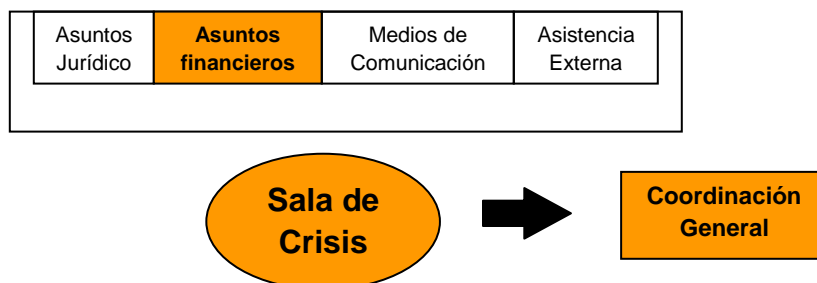 Asuntos
Jurídico
Asuntos
financieros
Medios de
Comunicación
Asistencia
Externa
Sala de
Crisis
Coordinación
General